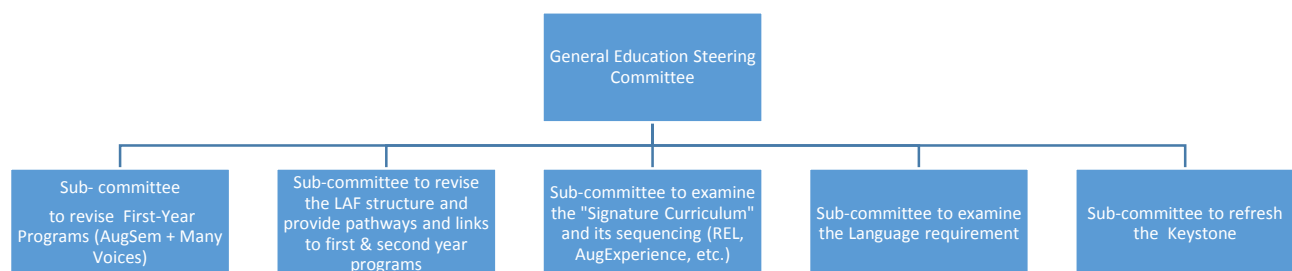 General Education Steering
Committee
Sub- committee
to revise First-Year
Programs (AugSem + Many
Voices)
Sub-committee to revise
the LAF structure and
provide pathways and links
to first & second year
programs
Sub-committee to examine
the "Signature Curriculum"
and its sequencing (REL,
AugExperience, etc.)
Sub-committee to examine
the Language requirement
Sub-committee to refresh
the Keystone